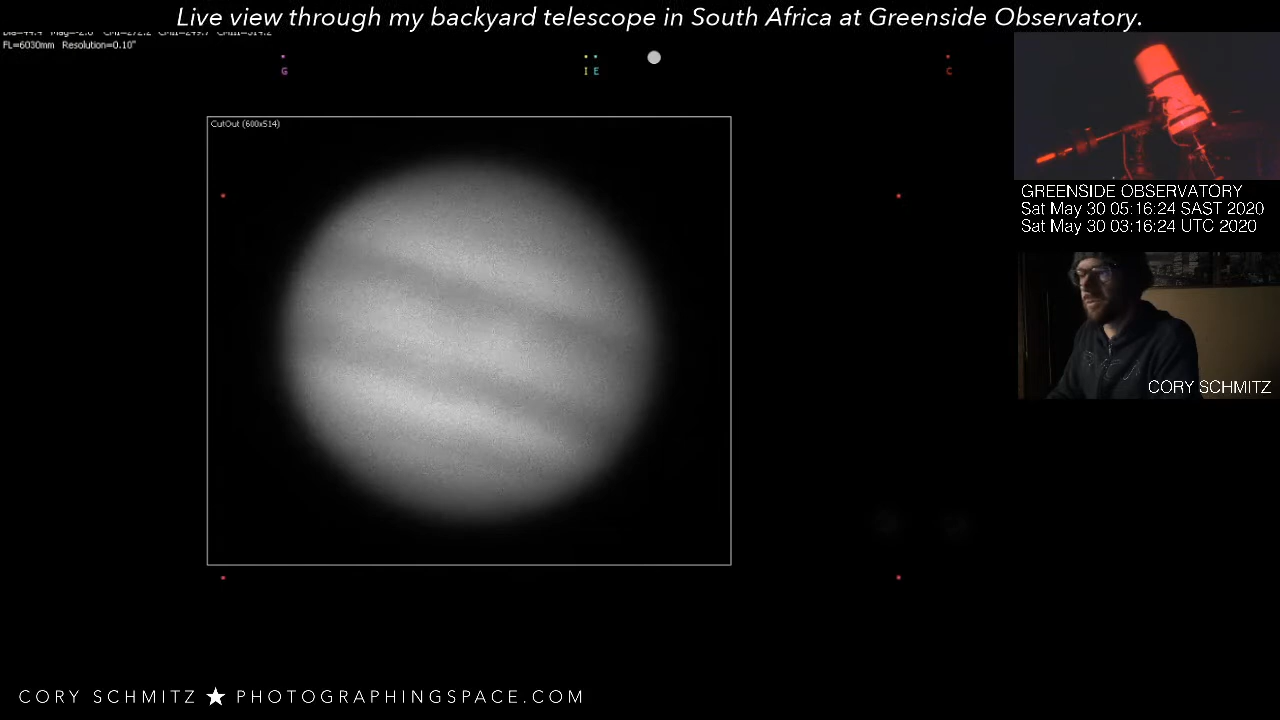 Live view through my backyard telescope in South Africa at Greenside Observatory.
FL=6030mm Resolution=0.10"
G I E C
CutOut (600x514)
GREENSIDE OBSERVATORY
Sat May 30 05:16:24 SAST 2020
Sat May 30 03:16:24 UTC 2020
CORY SCHMITZ
CORY SCHMITZ ★ PHOTOGRAPHINGSPACE.COM